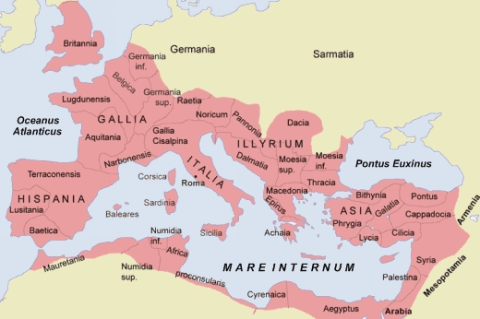 Britannia
Germania
Sarmatia
Germania
inf.
Belgica
Lugdunensis
Germania
sup.
Raetia
Oceanus
Atlanticus
GALLIA
Noricum
Pannonia
Dacia
Aquitania
Gallia
Cisalpina
ILLYRIUM
Dalmatia
Moesia
sup.
Moesia
inf.
Pontus Euxinus
Narbonensis
Terraconensis
Corsica
ITALIA
Roma
Macedonia
Thracia
Bithynia
Pontus
Armenia
HISPANIA
Lusitania
Baetica
Baleares
Sardinia
Epirus
ASIA
Galatia
Cappadocia
Phrygia
Lycia
Cilicia
Sicilia
Achaia
Numidia
inf.
Africa
Mauretania
Numidia
sup.
proconsularis
MARE INTERNUM
Syria
Mesopotamia
Palestina
Cyrenaica
Aegyptus
Arabia